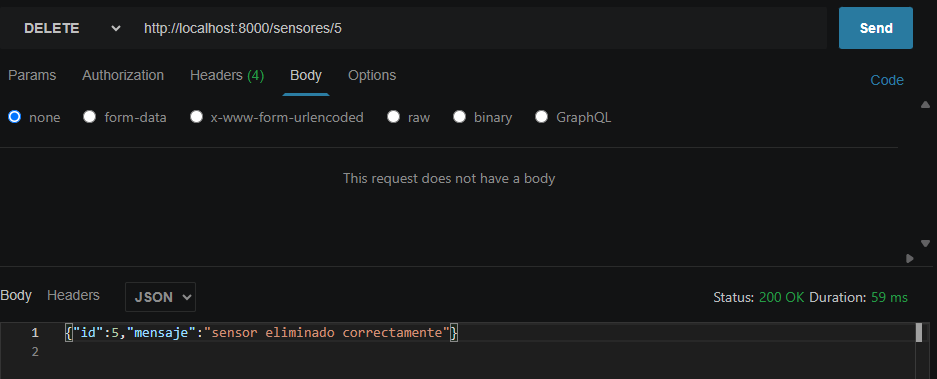 DELETE http://localhost:8000/sensores/5 Send
Params Authorization Headers (4) Body Options Code
none form-data x-www-form-urlencoded raw binary GraphQL
This request does not have a body
Body Headers JSON Status: 200 OK Duration: 59 ms
1 {"id":5,"mensaje":"sensor eliminado correctamente"}
2